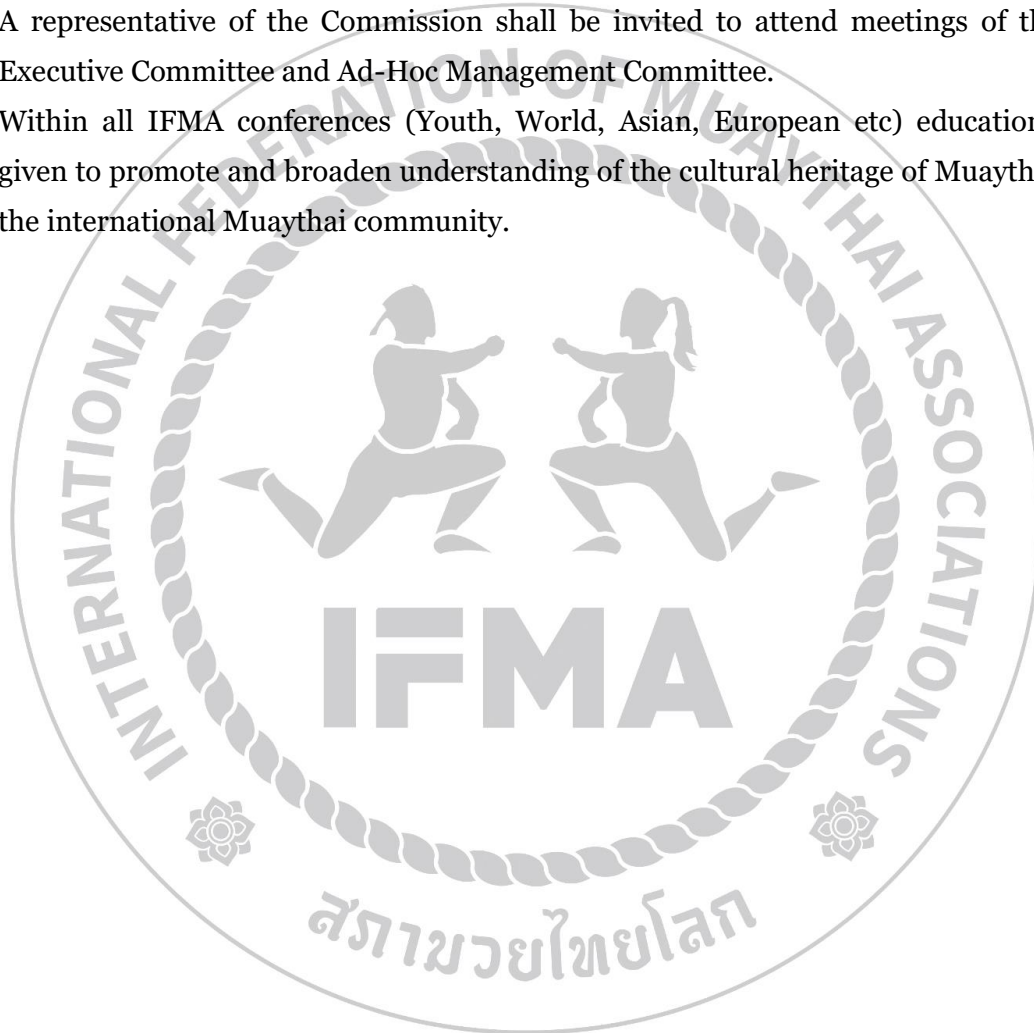 A representative of the Commission shall be invited to attend meetings of
Executive Committee and Ad-Hoc Management Committee.
Within all IFMA conferences (Youth, World, Asian, European etc) education
given to promote and broaden understanding of the cultural heritage of
the international Muaythai community.
INTERNATIONAL FEDERATION OF MUAYTHAI ASSOCIATIONS
IFMA
สภามวยไทยโลก